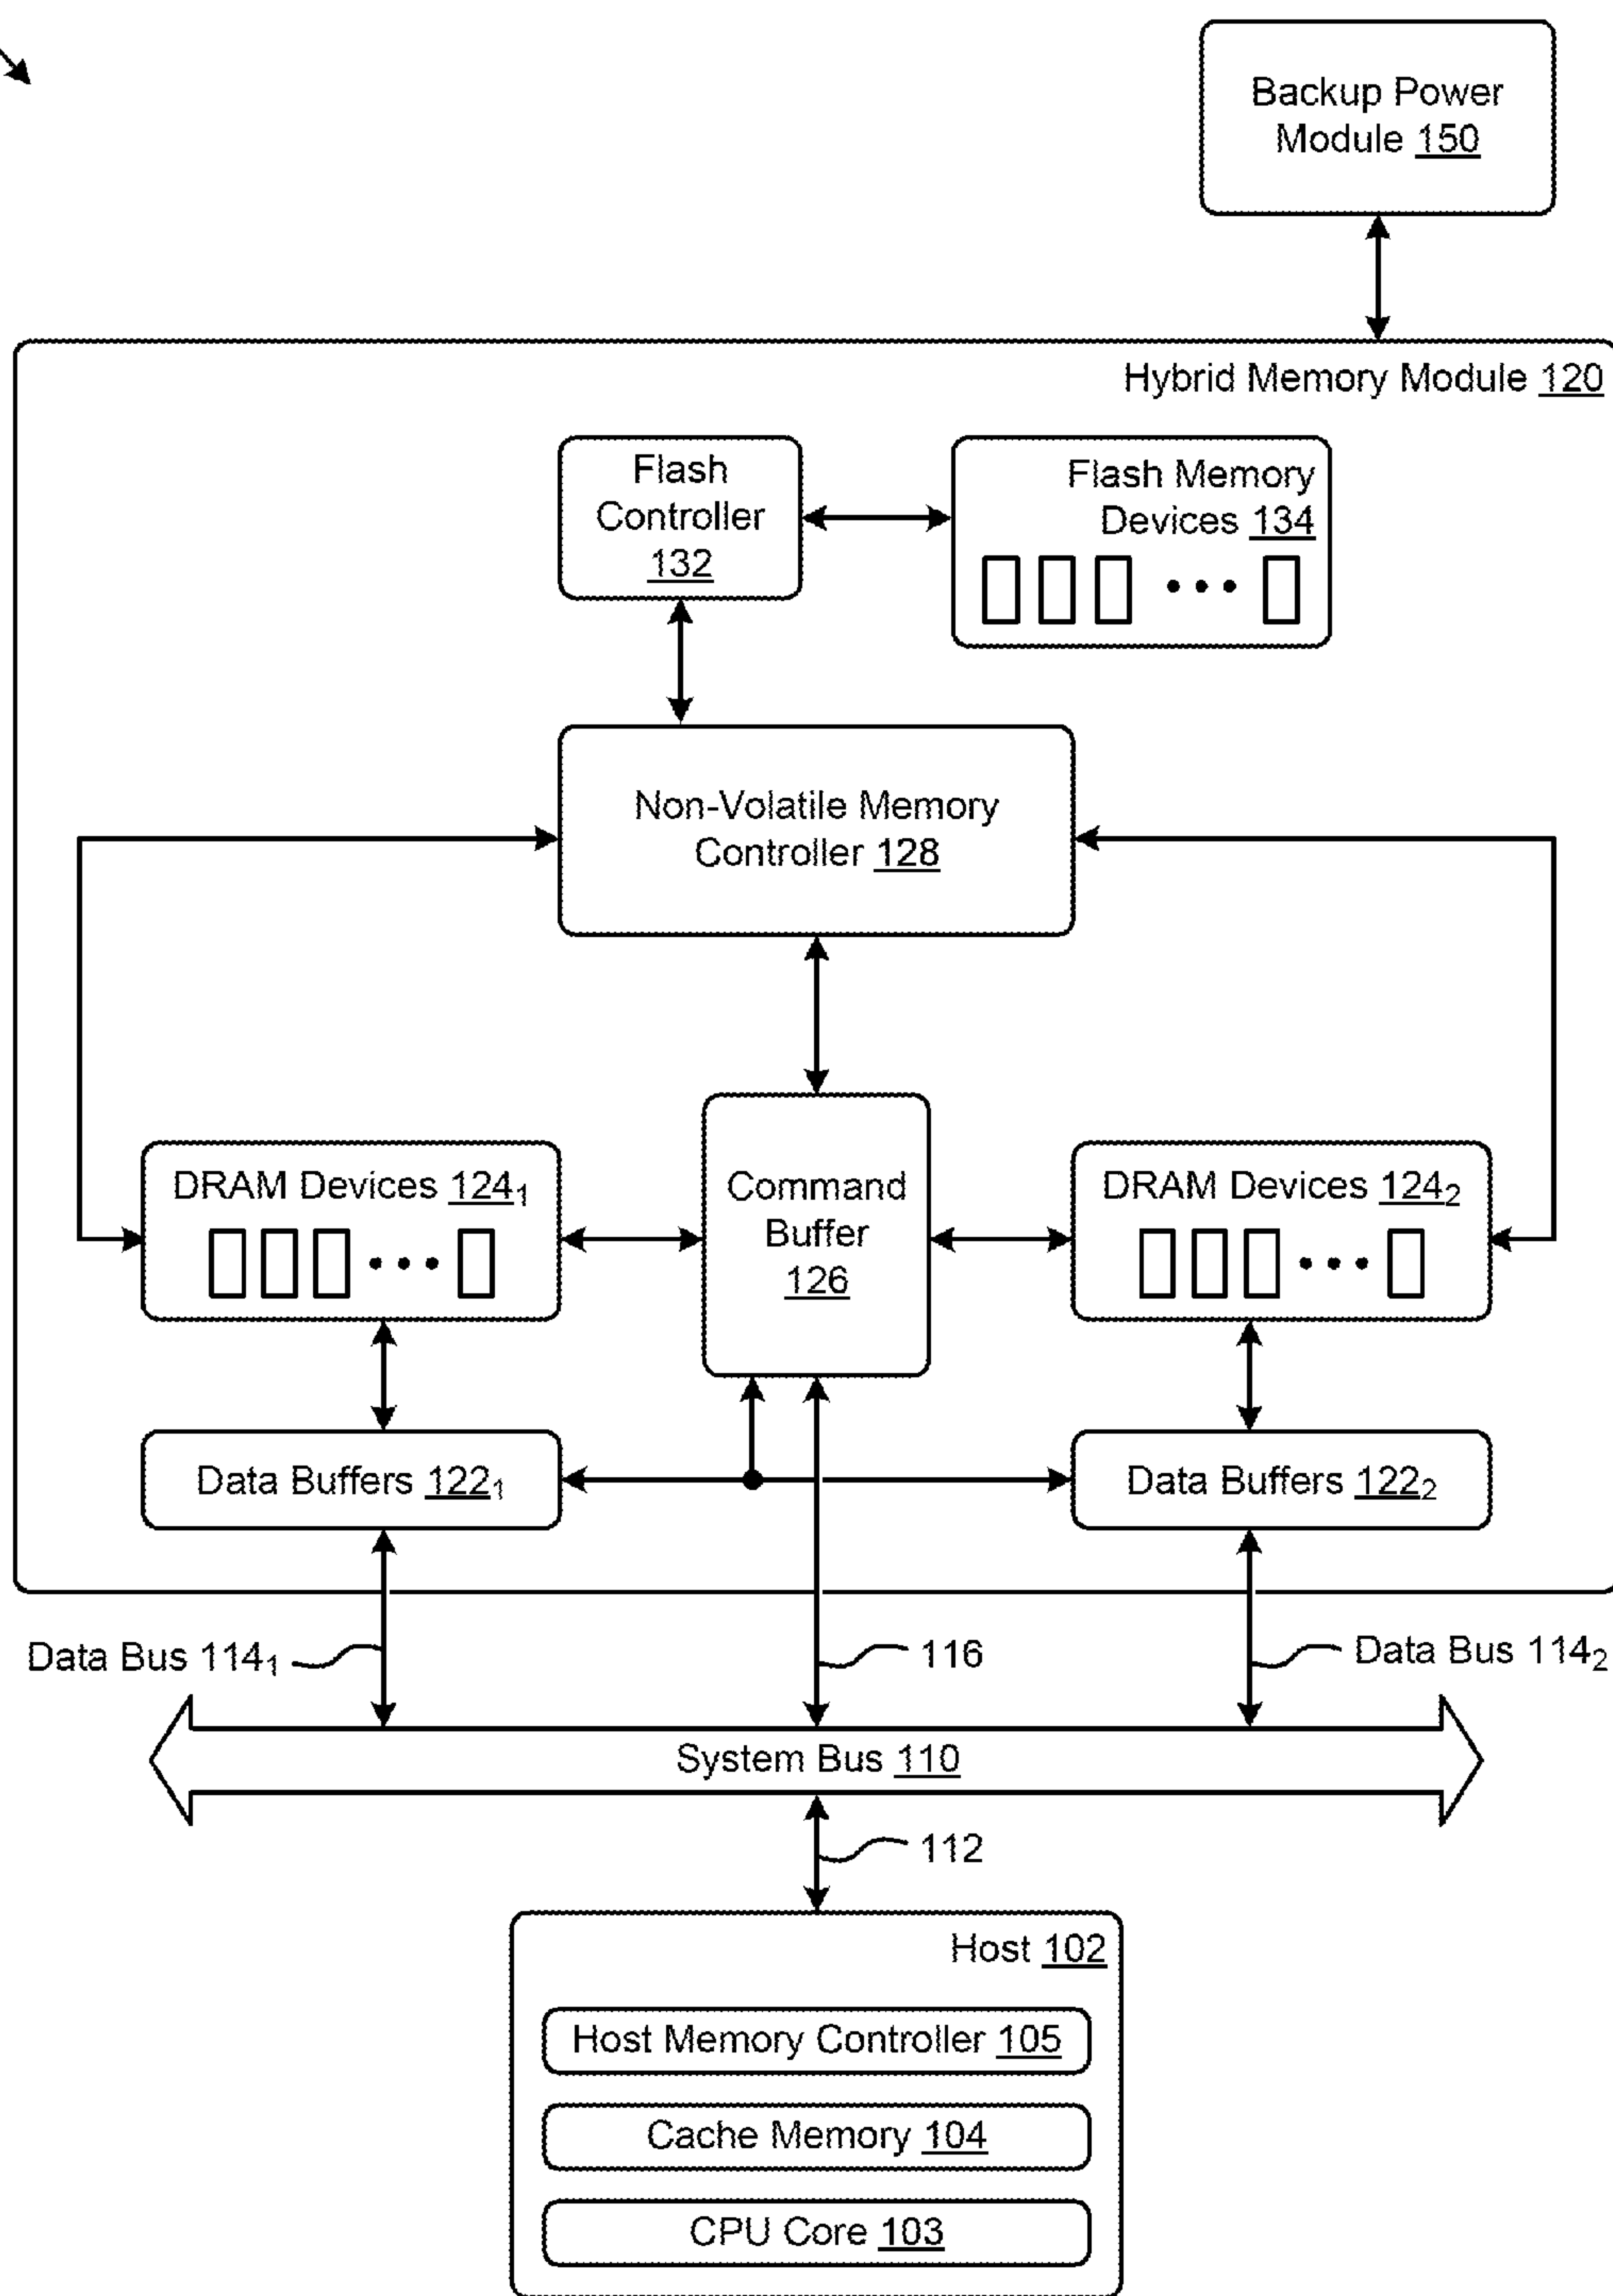 Backup Power
Module 150
Hybrid Memory Module 120
Flash
Controller
132
Flash Memory
Devices 134
Non-Volatile Memory
Controller 128
DRAM Devices 124₁
Command
Buffer
126
DRAM Devices 124₂
Data Buffers 122₁
Data Buffers 122₂
Data Bus 114₁
116
Data Bus 114₂
System Bus 110
112
Host 102
Host Memory Controller 105
Cache Memory 104
CPU Core 103